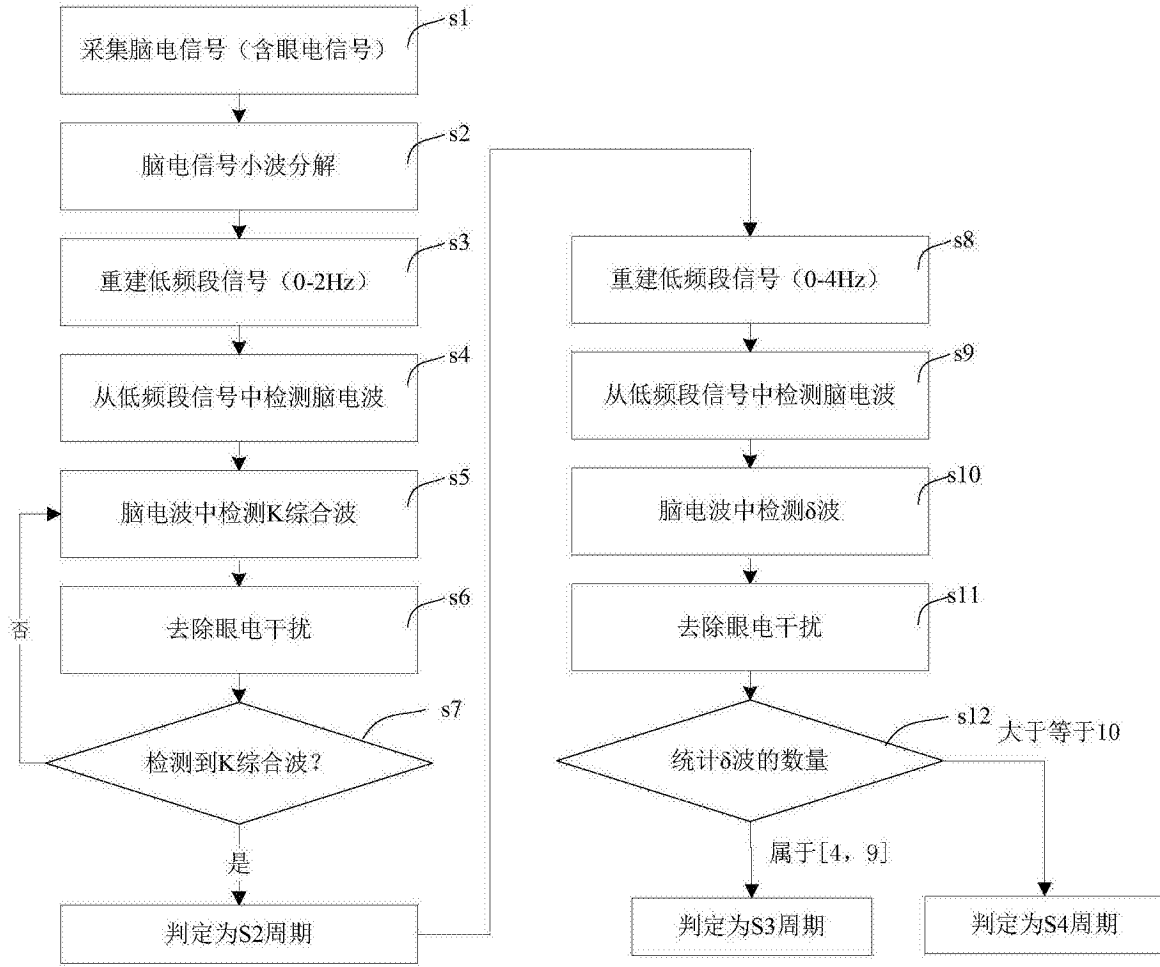 采集脑电信号（含眼电信号）
s1
脑电信号小波分解
s2
重建低频段信号（0-2Hz）
s3
从低频段信号中检测脑电波
s4
脑电波中检测K综合波
s5
去除眼电干扰
s6
否
检测到K综合波？
s7
是
判定为S2周期
重建低频段信号（0-4Hz）
s8
从低频段信号中检测脑电波
s9
脑电波中检测δ波
s10
去除眼电干扰
s11
统计δ波的数量
s12
大于等于10
属于[4，9]
判定为S3周期
判定为S4周期